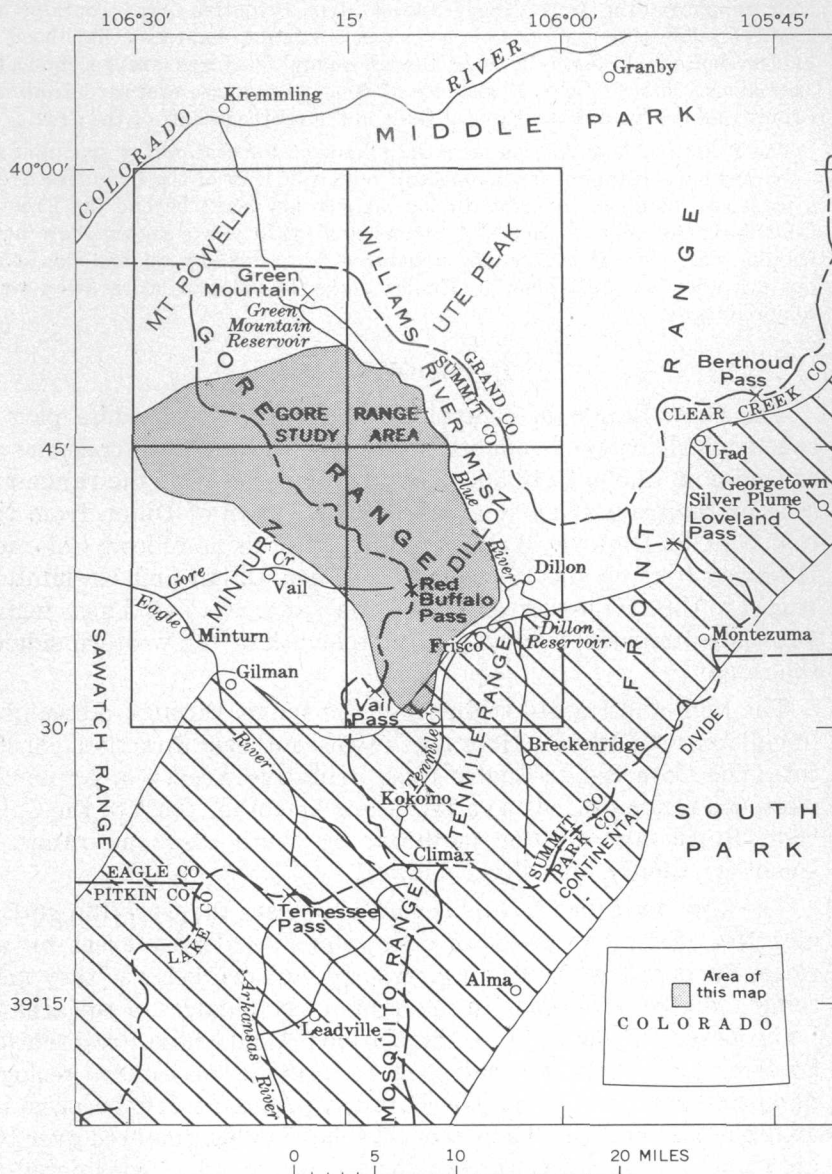 106°30' 15' 106°00' 105°45'
RIVER
Granby
Kremmling
COLORADO
MIDDLE PARK
40°00'
MT POWELL
WILLIAMS RIVER MTS
UTE PEAK
FRONT RANGE
Green
Mountain
Green
Mountain
Reservoir
GRAND CO
SUMMIT CO
Berthoud
Pass
CLEAR CREEK CO
GORE RANGE
GORE RANGE
STUDY AREA
45'
Urad
Georgetown
Silver Plume
Loveland
Pass
Blue River
DILLON
Dillon
MINTURN
Gore Cr
Vail
Red
Buffalo
Pass
Eagle
Minturn
Frisco
Dillon
Reservoir
Montezuma
SAWATCH RANGE
Gilman
Vail
Pass
30'
River
Tenmile Cr
TENMILE RANGE
Breckenridge
DIVIDE
Kokomo
SUMMIT CO
PARK CO
CONTINENTAL
SOUTH
PARK
Climax
EAGLE CO
PITKIN CO
LAKE CO
Tennessee
Pass
MOSQUITO RANGE
Alma
39°15'
Arkansas River
Leadville
Area of
this map
COLORADO
0 5 10 20 MILES